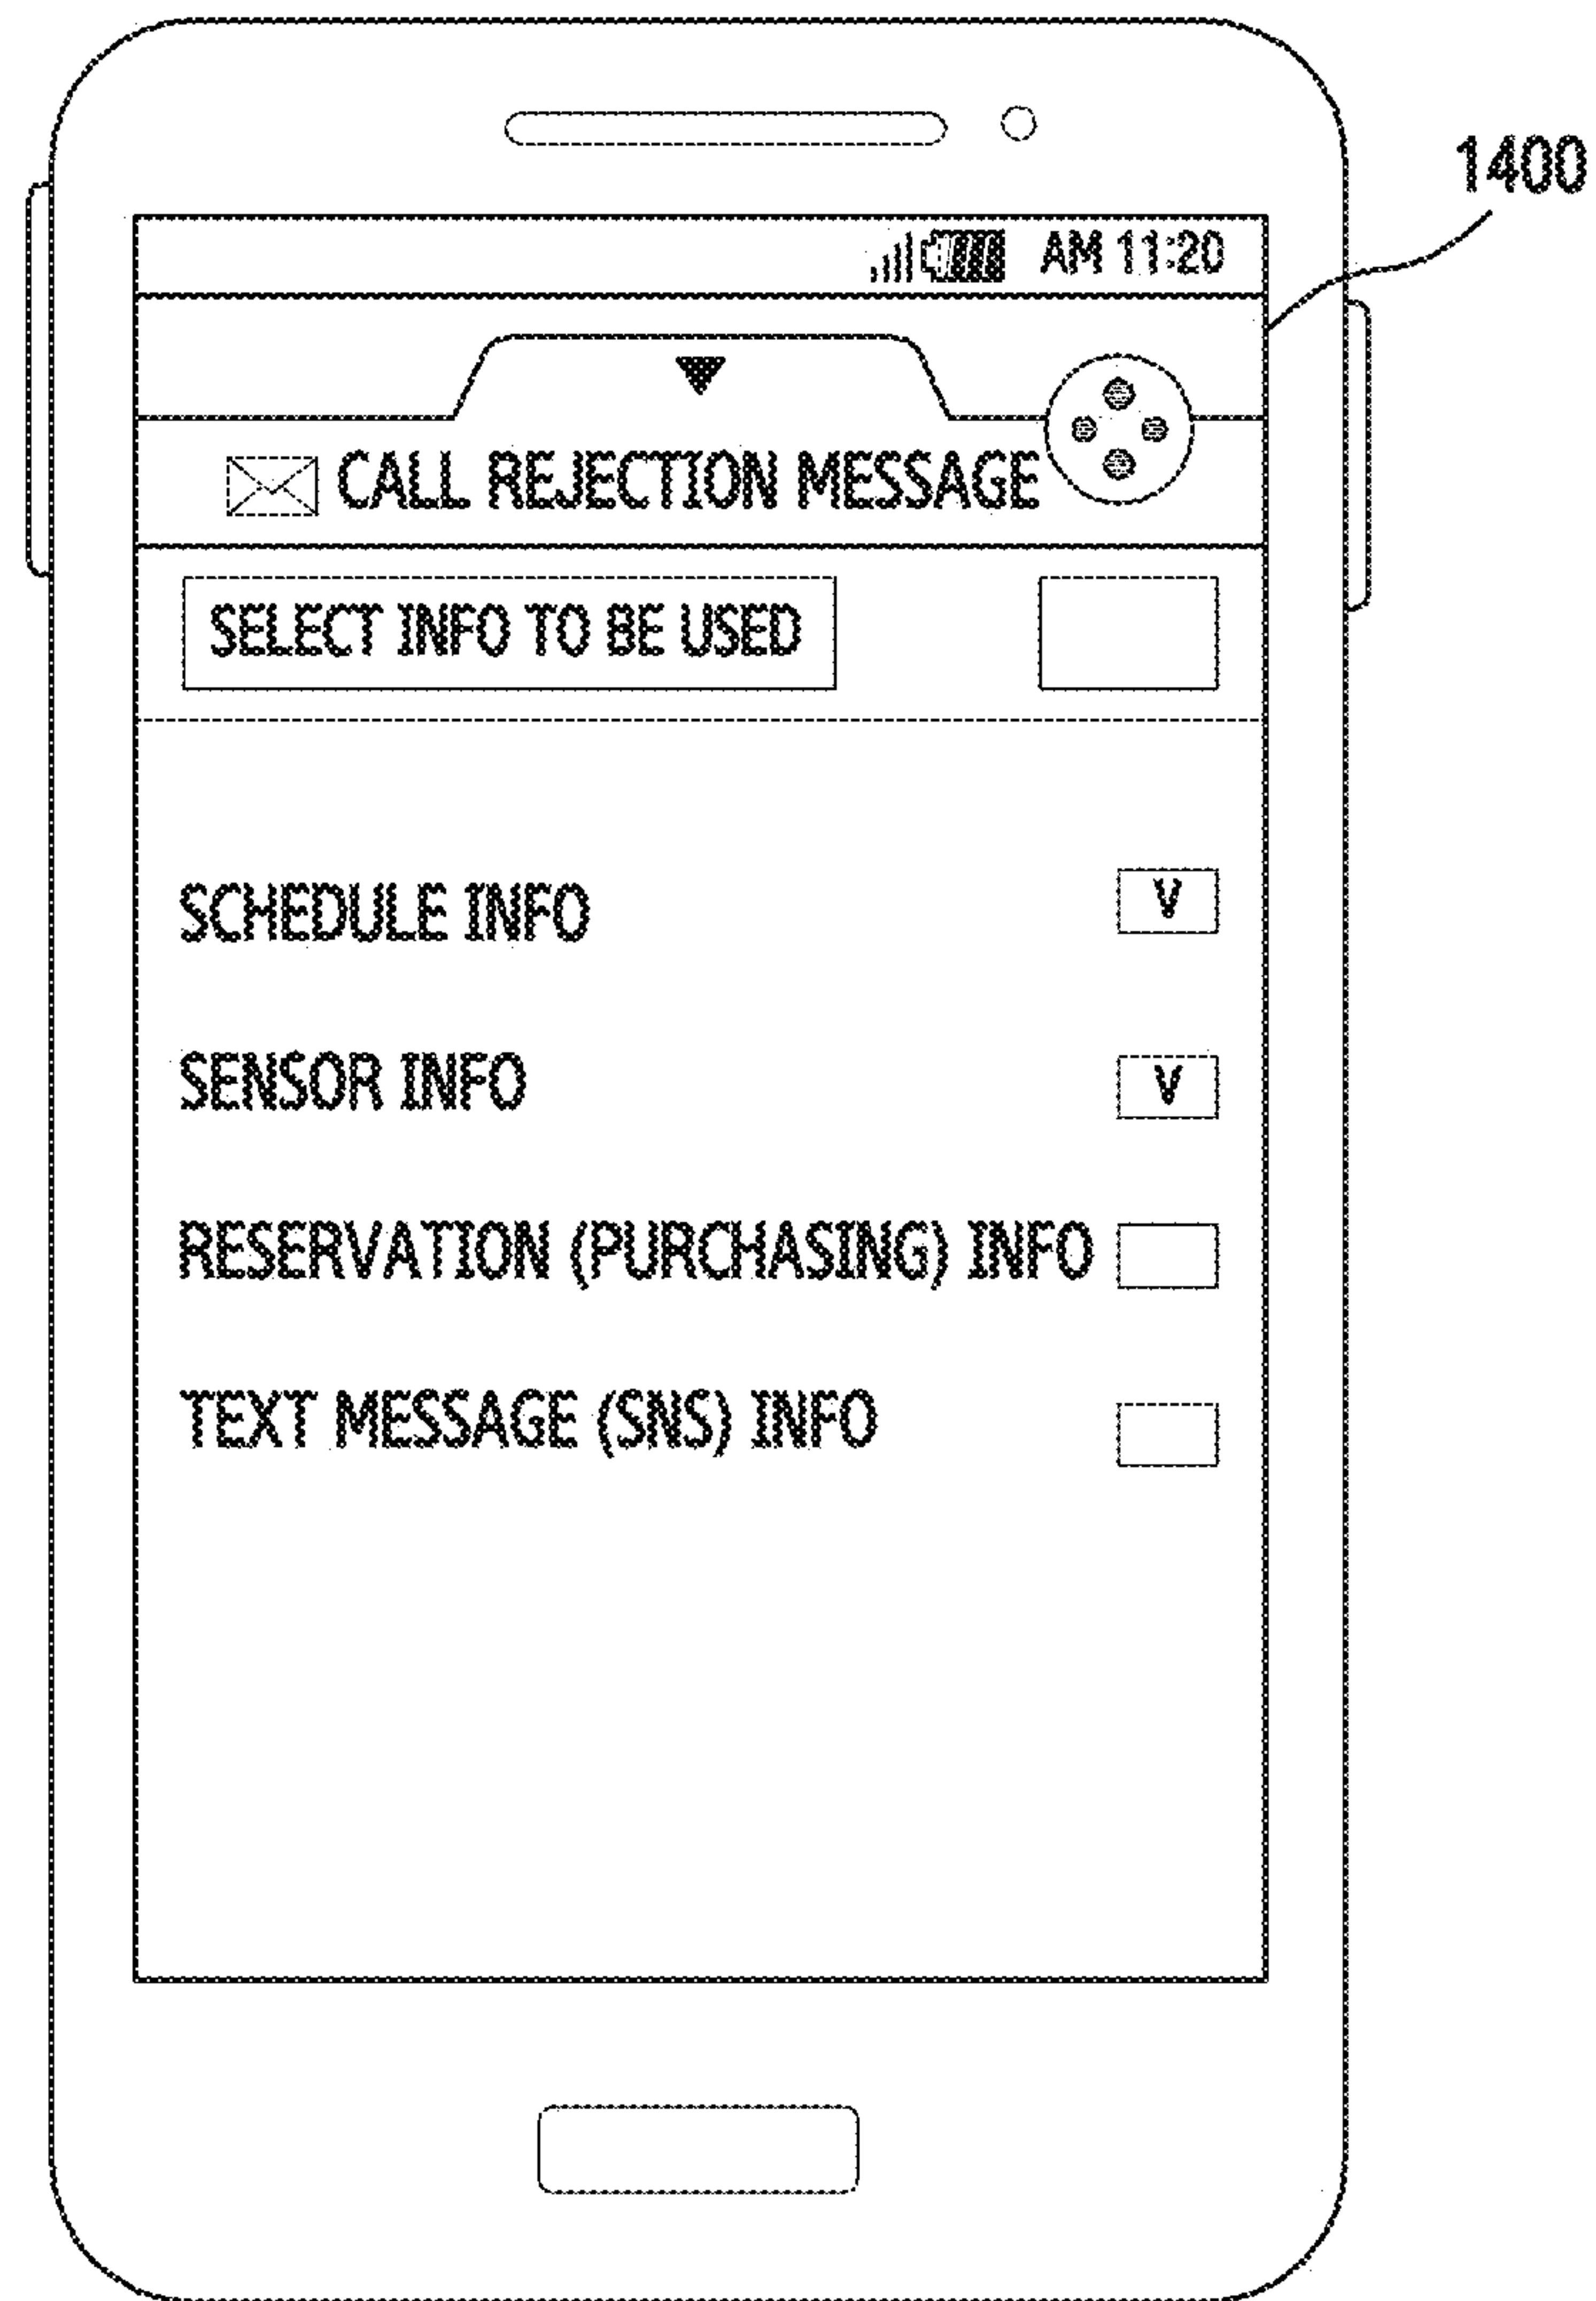 1400
AM 11:20
CALL REJECTION MESSAGE
SELECT INFO TO BE USED
SCHEDULE INFO V
SENSOR INFO V
RESERVATION (PURCHASING) INFO
TEXT MESSAGE (SNS) INFO